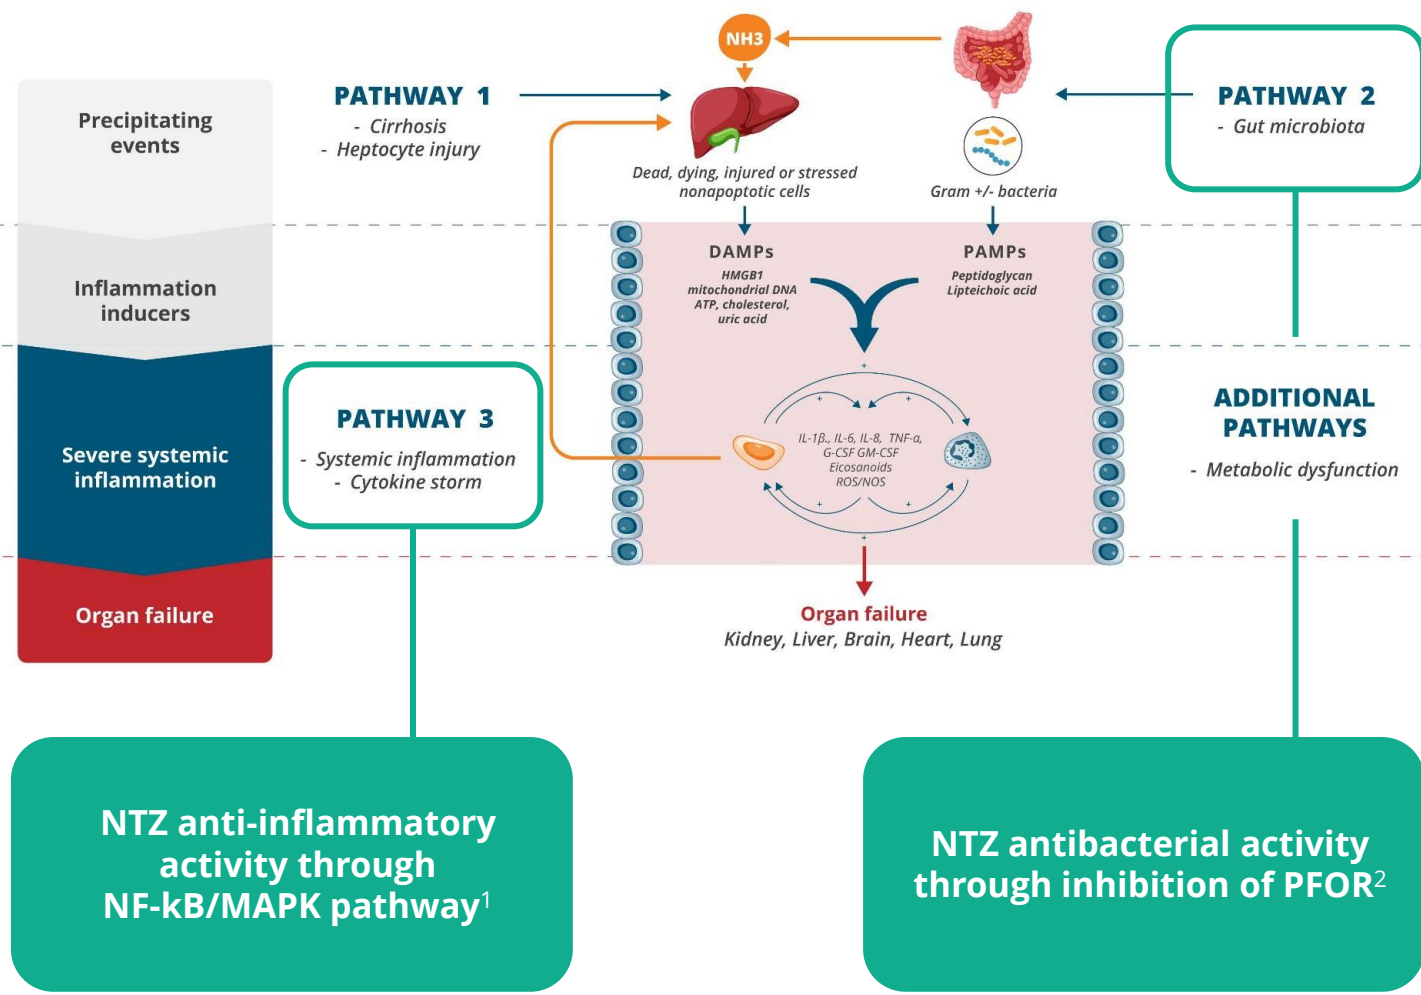 NH3
Precipitating
events
PATHWAY 1
- Cirrhosis
- Heptocyte injury
PATHWAY 2
- Gut microbiota
Dead, dying, injured or stressed
nonapoptotic cells
Gram +/- bacteria
Inflammation
inducers
DAMPs
HMGB1
mitochondrial DNA
ATP, cholesterol,
uric acid
PAMPs
Peptidoglycan
Lipteichoic acid
Severe systemic
inflammation
PATHWAY 3
- Systemic inflammation
- Cytokine storm
+
+
+
IL-1β., IL-6, IL-8, TNF-α,
G-CSF GM-CSF
Eicosanoids
ROS/NOS
+
+
+
ADDITIONAL
PATHWAYS
- Metabolic dysfunction
Organ failure
Organ failure
Kidney, Liver, Brain, Heart, Lung
NTZ anti-inflammatory
activity through
NF-kB/MAPK pathway1
NTZ antibacterial activity
through inhibition of PFOR2